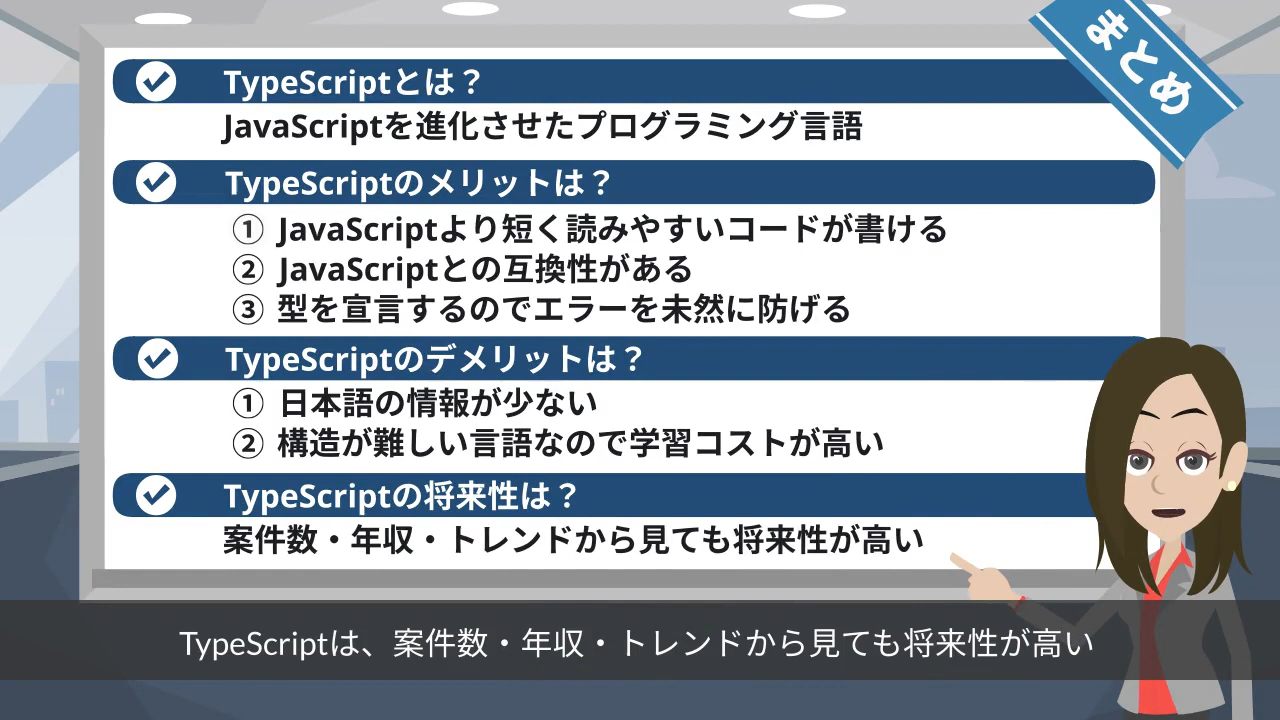 まとめ
TypeScriptとは？
JavaScriptを進化させたプログラミング言語
TypeScriptのメリットは？
① JavaScriptより短く読みやすいコードが書ける
② JavaScriptとの互換性がある
③ 型を宣言するのでエラーを未然に防げる
TypeScriptのデメリットは？
① 日本語の情報が少ない
② 構造が難しい言語なので学習コストが高い
TypeScriptの将来性は？
案件数・年収・トレンドから見ても将来性が高い
TypeScriptは、案件数・年収・トレンドから見ても将来性が高い